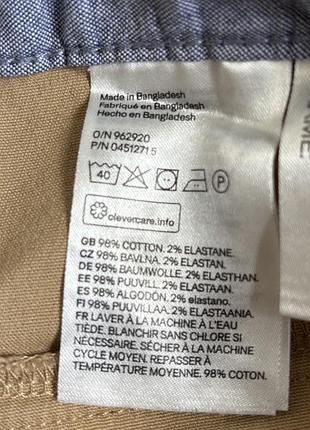 Made in Bangladesh
Fabriqué en Bangladesh
Hecho en Bangladesh
O/N 962920
P/N 04512715
40 P
clevercare.info
GB 98% COTTON. 2% ELASTANE.
CZ 98% BAVLNA. 2% ELASTAN.
DE 98% BAUMWOLLE. 2% ELASTHAN.
EE 98% PUUVILL. 2% ELASTAAN.
ES 98% ALGODÓN. 2% elastano.
FI 98% PUUVILLAA. 2% ELASTAANIA.
FR LAVER À LA MACHINE À L'EAU
TIÈDE. BLANCHIR SANS CHLORE SI
NÉCESSAIRE. SÉCHER À LA MACHINE
CYCLE MOYEN. REPASSER À
TEMPÉRATURE MOYENNE. 98% COTON.